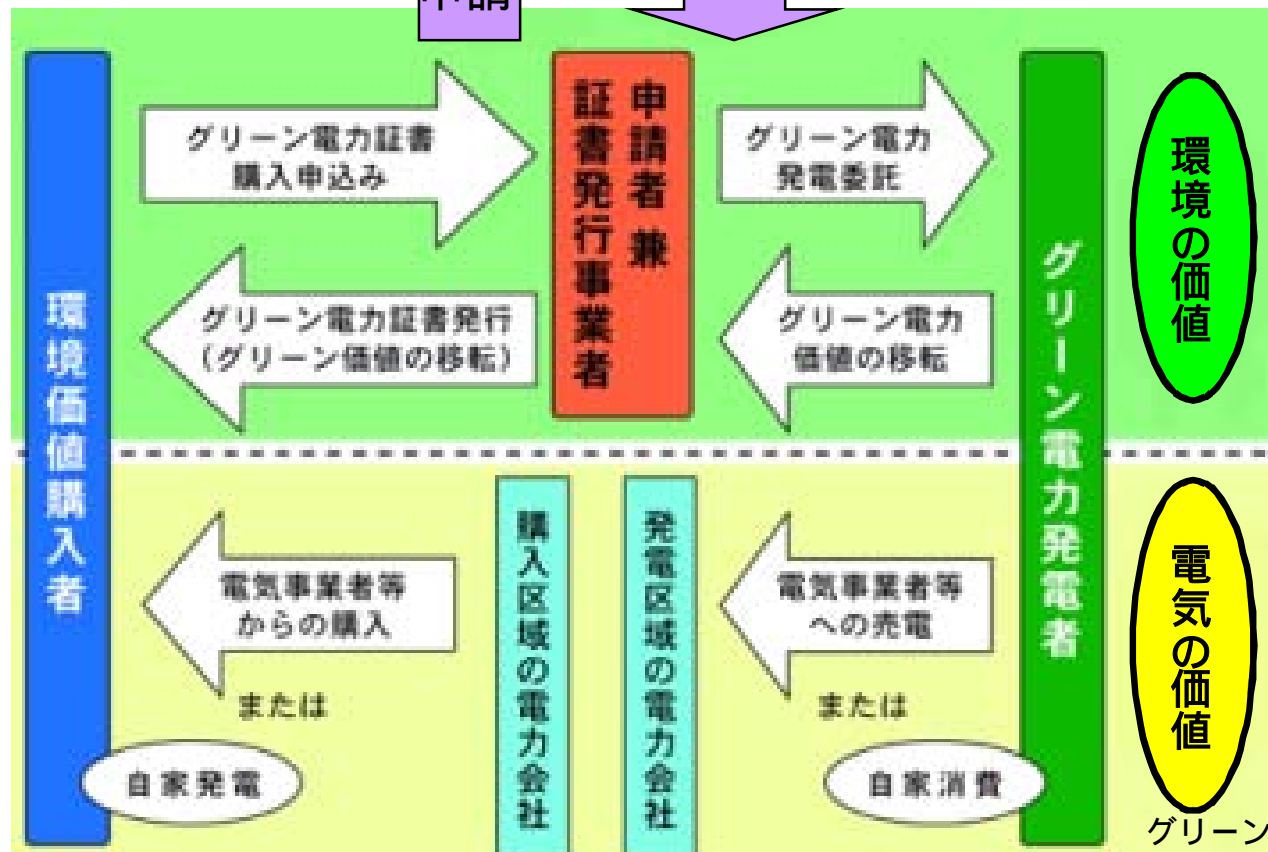 申請
グリーン電力証書
購入申込み
申請者 兼
証書発行事業者
グリーン電力
発電委託
環境の価値
グリーン電力証書発行
(グリーン価値の移転)
グリーン電力
価値の移転
環境価値購入者
グリーン電力発電者
電気事業者等
からの購入
または
自家発電
購入区域の電力会社
発電区域の電力会社
電気事業者等
への売電
または
自家消費
電気の価値
グリーン